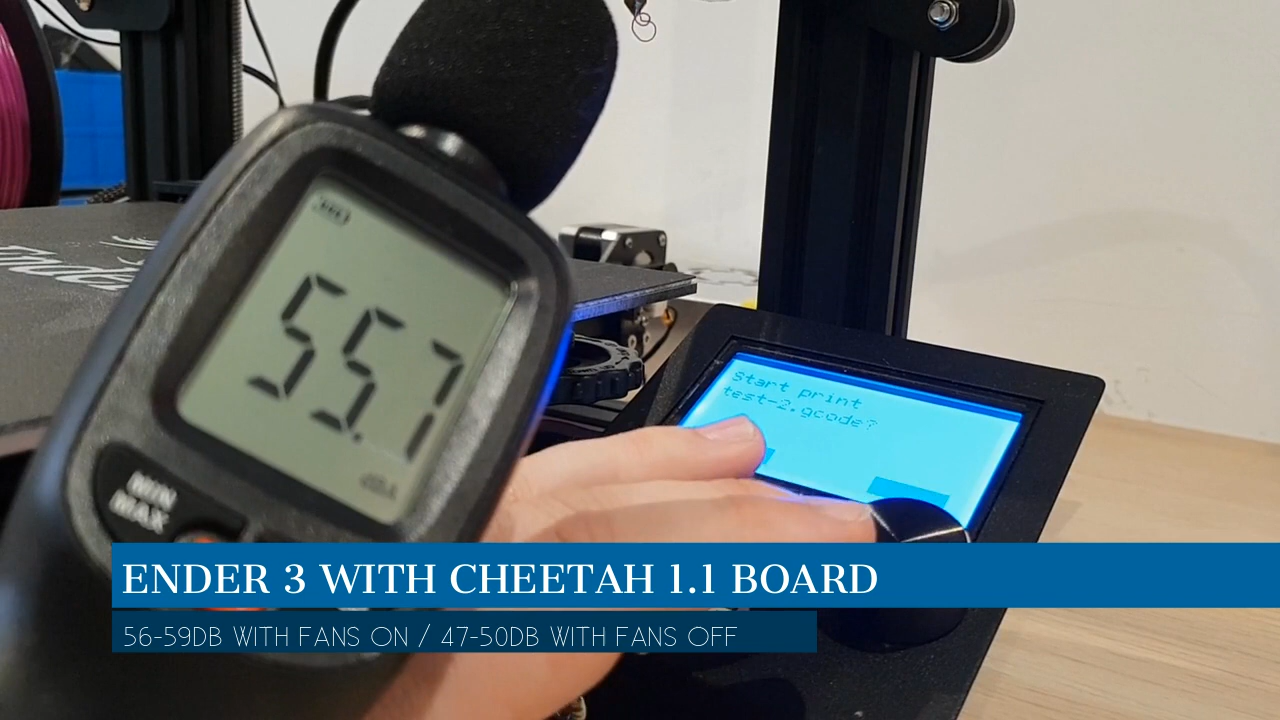 Ender
55.7
dBA
MIN
MAX
Start print
test-2.gcode?
ENDER 3 WITH CHEETAH 1.1 BOARD
56-59DB WITH FANS ON / 47-50DB WITH FANS OFF